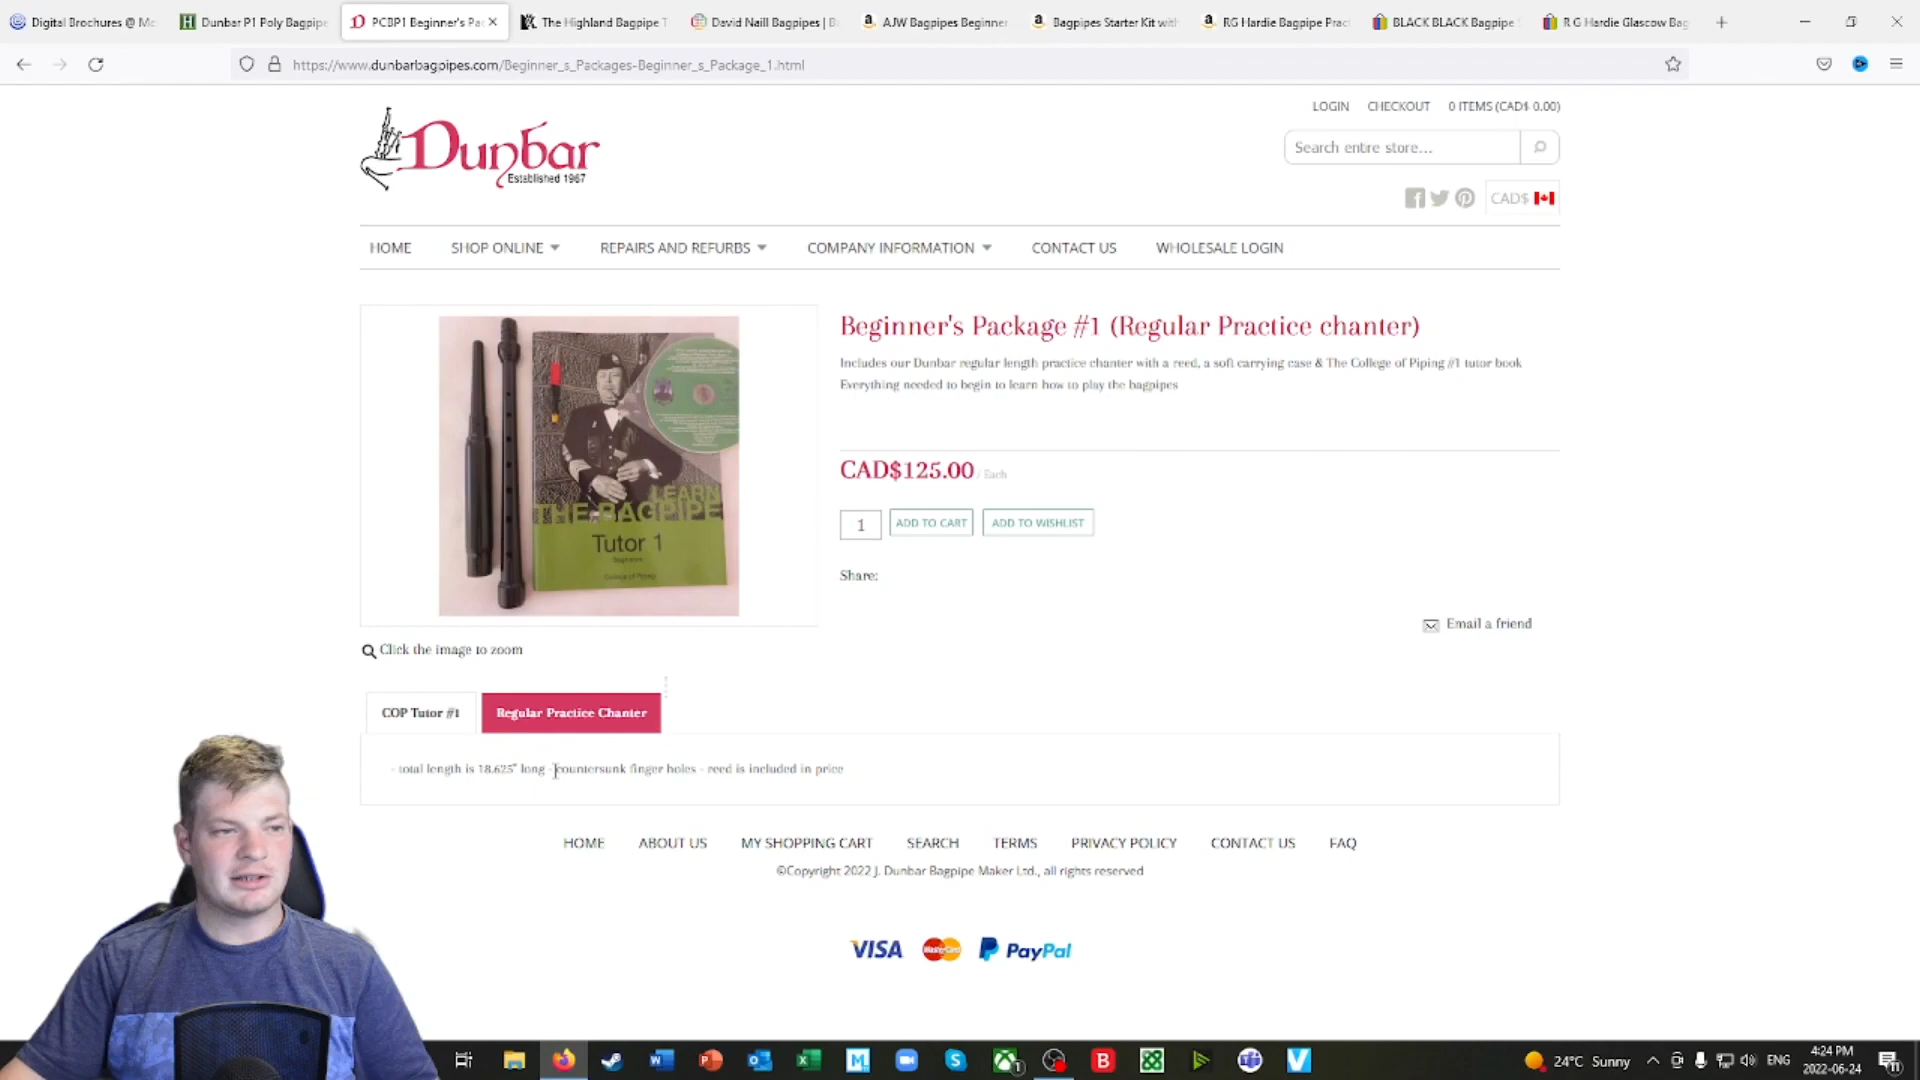 Digital Brochures @ Mc
Dunbar P1 Poly Bagpipe
PCBP1 Beginner's Pac
The Highland Bagpipe T
David Naill Bagpipes | B
AJW Bagpipes Beginner
Bagpipes Starter Kit with
RG Hardie Bagpipe Prac
BLACK BLACK Bagpipe
R G Hardie Glascow Bag
https://www.dunbarbagpipes.com/Beginner_s_Packages-Beginner_s_Package_1.html
Dunbar
Established 1967
LOGIN CHECKOUT 0 ITEMS (CAD$ 0.00)
Search entire store...
CAD$
HOME SHOP ONLINE REPAIRS AND REFURBS COMPANY INFORMATION CONTACT US WHOLESALE LOGIN
Beginner's Package #1 (Regular Practice chanter)
Includes our Dunbar regular length practice chanter with a reed, a soft carrying case & The College of Piping #1 tutor book
Everything needed to begin to learn how to play the bagpipes
CAD$125.00 / Each
1 ADD TO CART ADD TO WISHLIST
Share:
Email a friend
LEARN
THE BAGPIPE
Tutor 1
College of Piping
Click the image to zoom
COP Tutor #1 Regular Practice Chanter
- total length is 18.625" long - countersunk finger holes - reed is included in price
HOME ABOUT US MY SHOPPING CART SEARCH TERMS PRIVACY POLICY CONTACT US FAQ
©Copyright 2022 J. Dunbar Bagpipe Maker Ltd., all rights reserved
VISA MasterCard PayPal
24°C Sunny
ENG
4:24 PM
2022-06-24